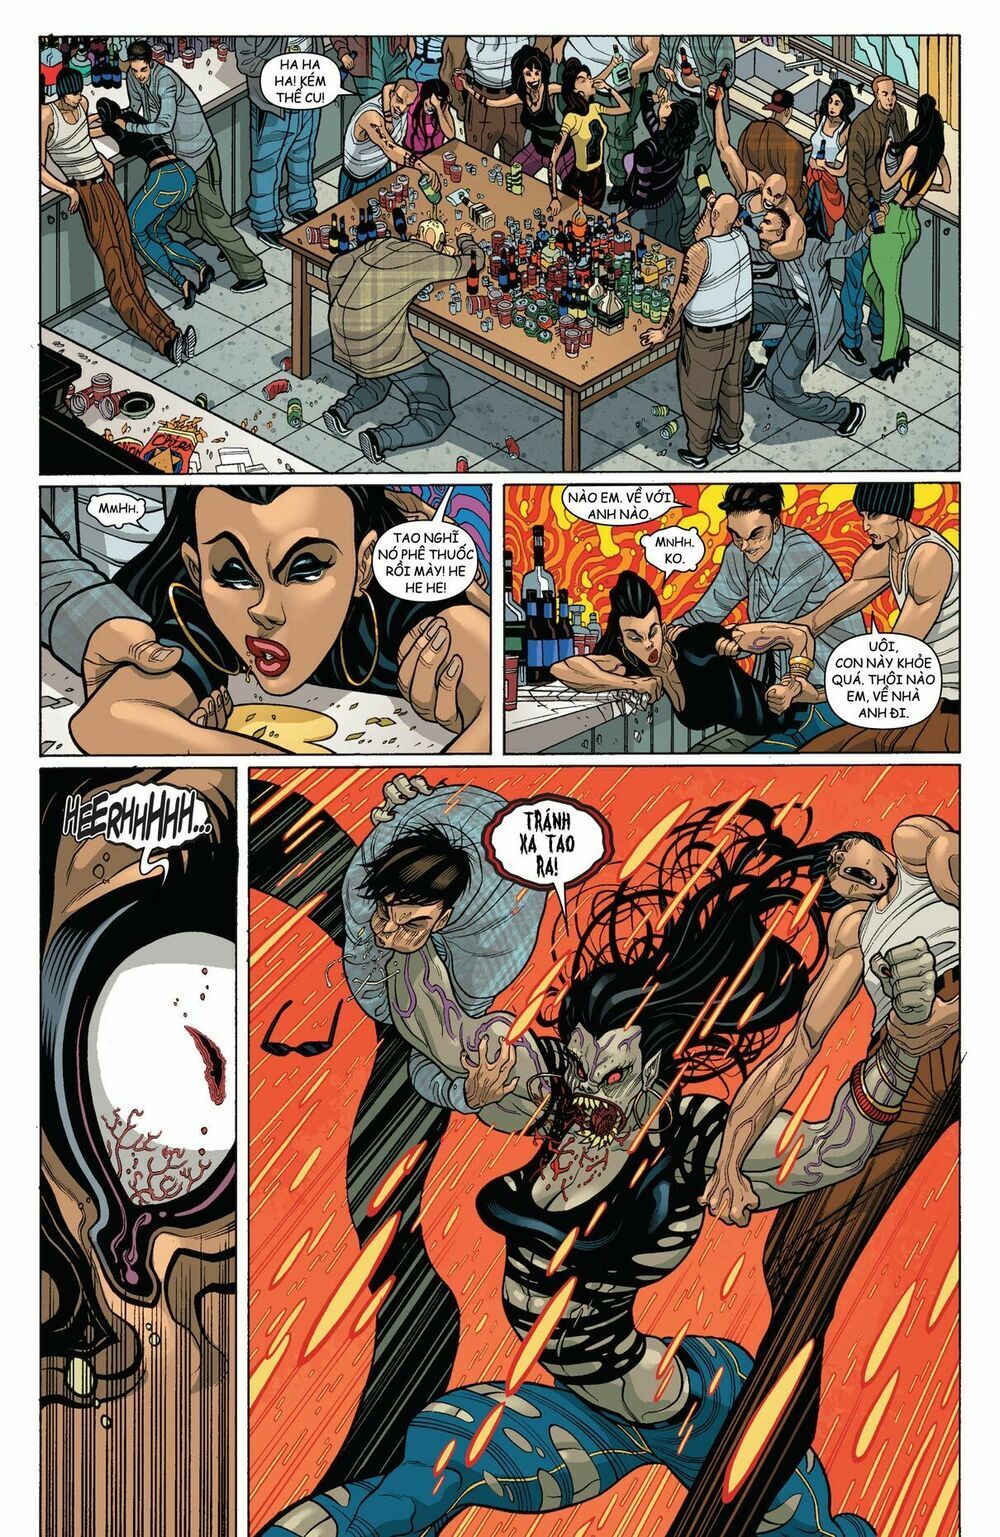 HA HA
HA! KÉM
THẾ CU!
Chips
MMHH.
TAO NGHĨ
NÓ PHÊ THUỐC
RỒI MÀY! HE
HE HE!
NÀO EM. VỀ VỚI
ANH NÀO.
MNHH.
KO.
UÔI,
CON NÀY KHỎE
QUÁ. THÔI NÀO
EM, VỀ NHÀ
ANH ĐI.
HEERHHHHH...
TRÁNH
XA TAO
RA!